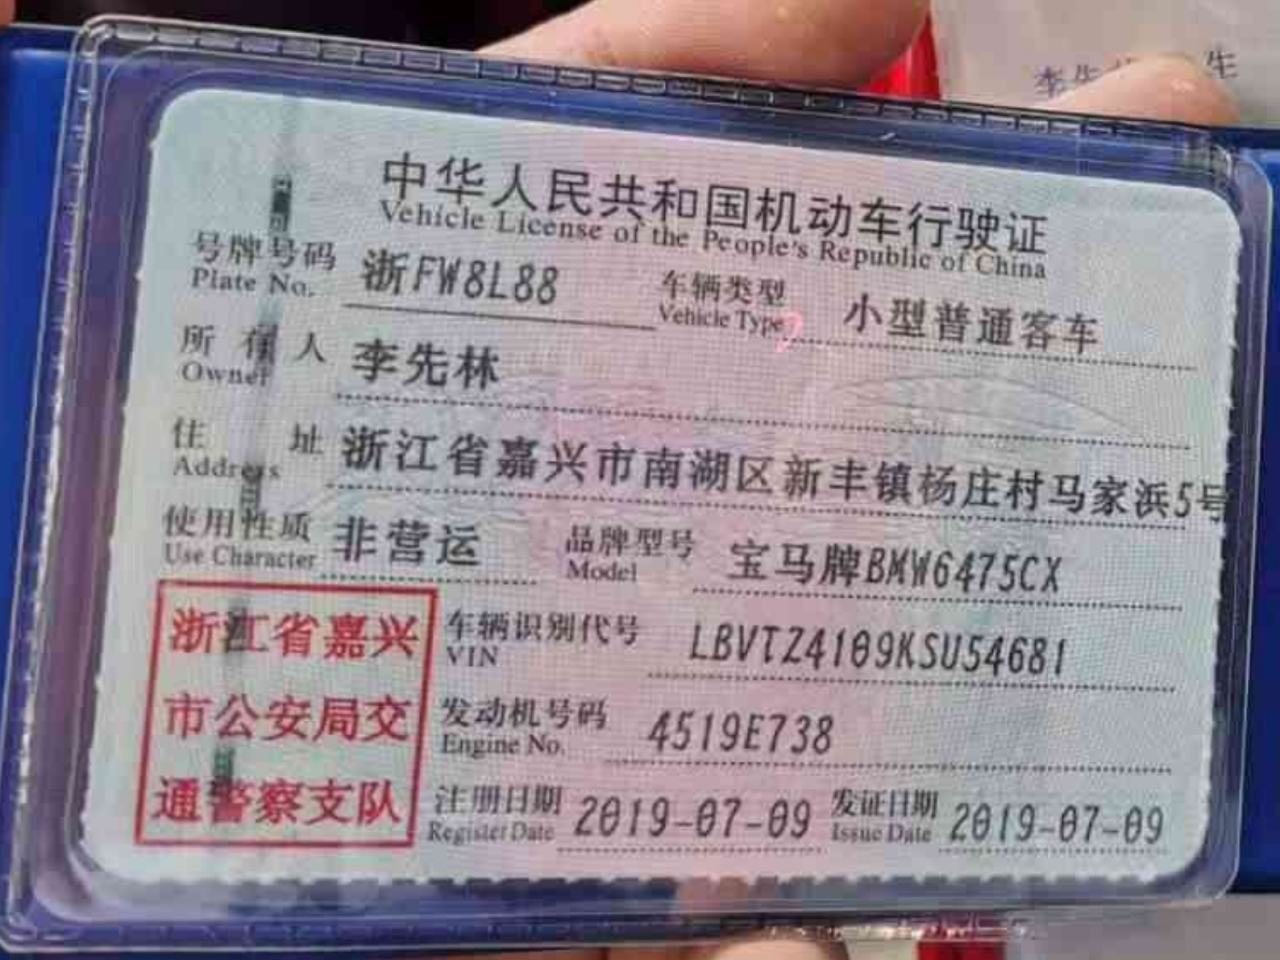 李先
生
中华人民共和国机动车行驶证
Vehicle License of the People's Republic of China
号牌号码 浙FW8L88 车辆类型 小型普通客车
Plate No. Vehicle Type
所有人 李先林
Owner
住址 浙江省嘉兴市南湖区新丰镇杨庄村马家浜5号
Address
使用性质 非营运 品牌型号 宝马牌BMW6475CX
Use Character Model
浙江省嘉兴
市公安局交
通警察支队
车辆识别代号 LBVTZ4109KSU54681
VIN
发动机号码 4519E738
Engine No.
注册日期 2019-07-09 发证日期 2019-07-09
Register Date Issue Date